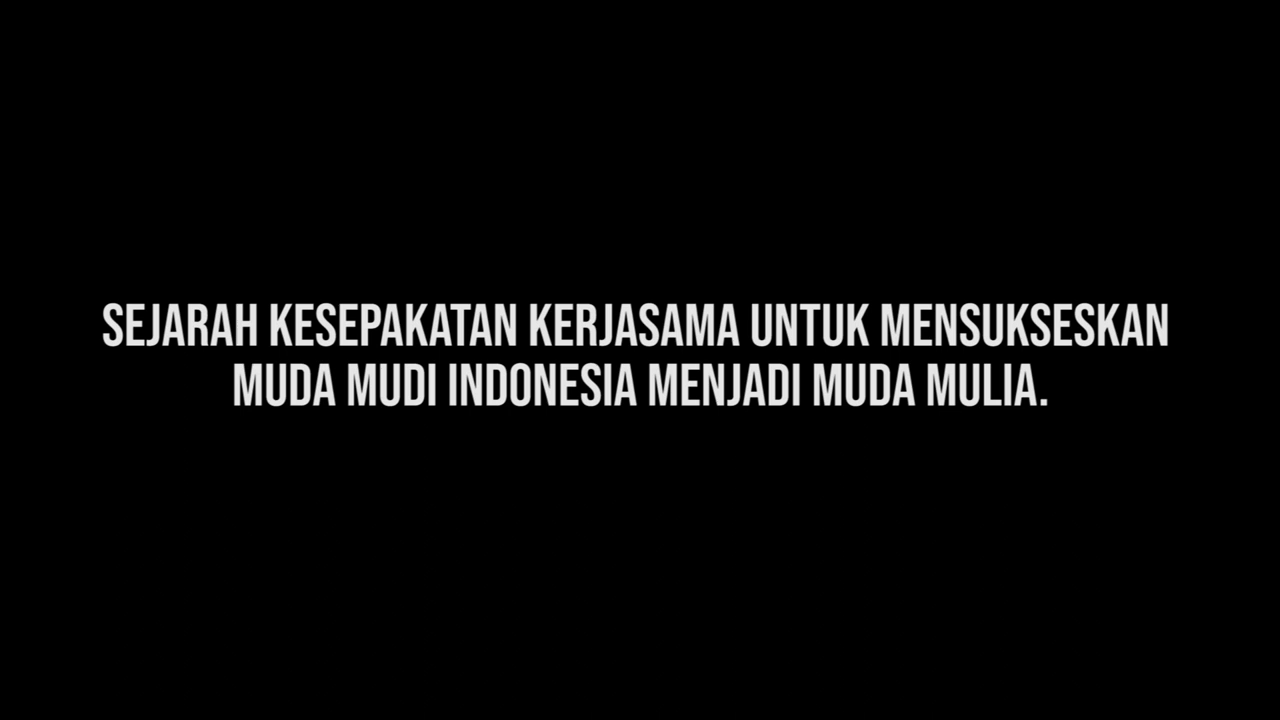 SEJARAH KESEPAKATAN KERJASAMA UNTUK MENSUKSESKAN
MUDA MUDI INDONESIA MENJADI MUDA MULIA.